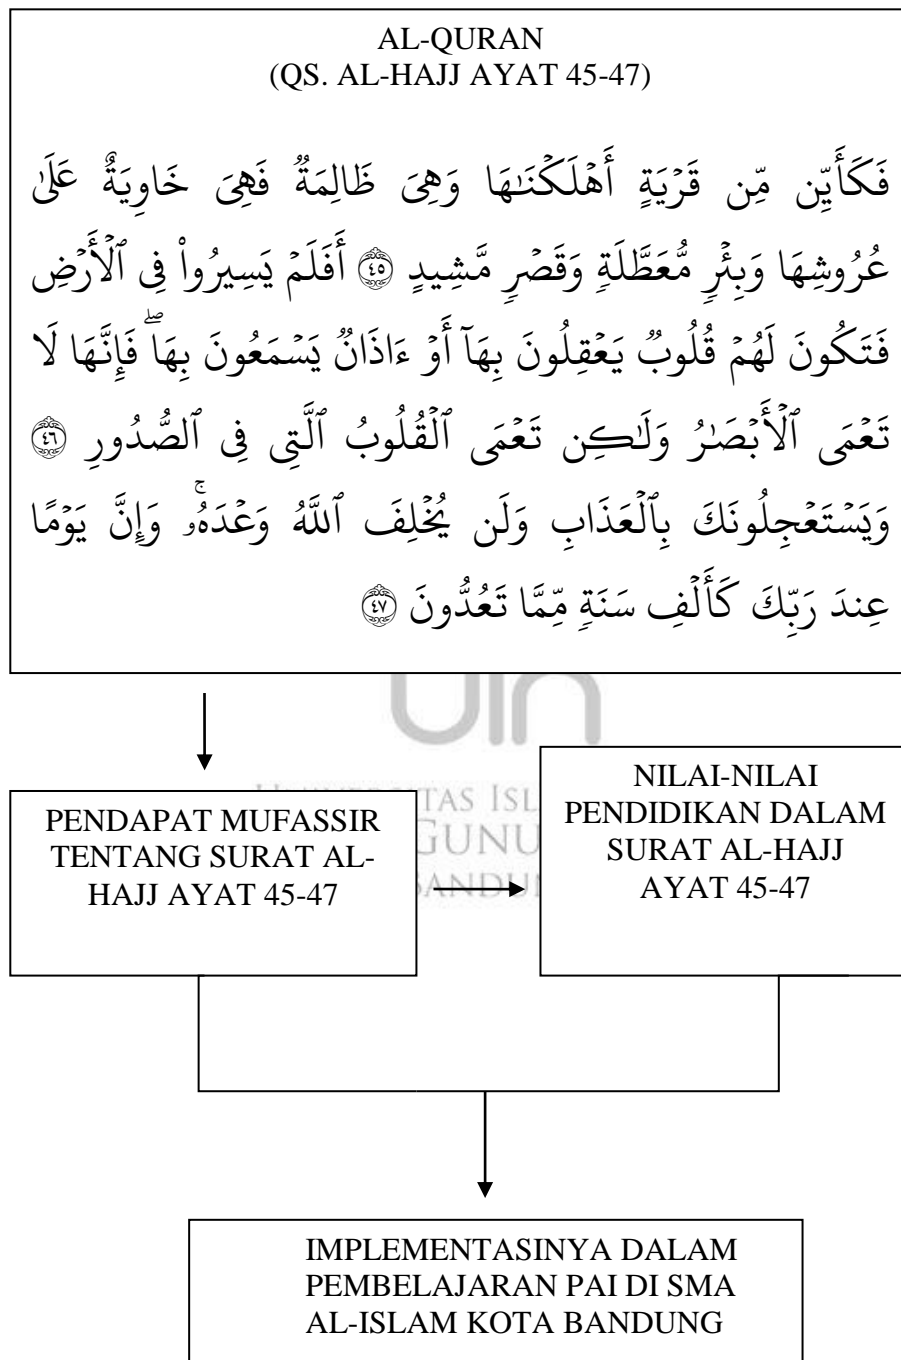 AL-QURAN
(QS. AL-HAJJ AYAT 45-47)
فَكَأَيِّن مِّن قَرْيَةٍ أَهْلَكْنَٰهَا وَهِىَ ظَالِمَةٌ فَهِىَ خَاوِيَةٌ عَلَىٰ
عُرُوشِهَا وَبِئْرٍ مُّعَطَّلَةٍ وَقَصْرٍ مَّشِيدٍ ٤٥ أَفَلَمْ يَسِيرُوا۟ فِى ٱلْأَرْضِ
فَتَكُونَ لَهُمْ قُلُوبٌ يَعْقِلُونَ بِهَآ أَوْ ءَاذَانٌ يَسْمَعُونَ بِهَا ۖ فَإِنَّهَا لَا
تَعْمَى ٱلْأَبْصَٰرُ وَلَٰكِن تَعْمَى ٱلْقُلُوبُ ٱلَّتِى فِى ٱلصُّدُورِ ٤٦
وَيَسْتَعْجِلُونَكَ بِٱلْعَذَابِ وَلَن يُخْلِفَ ٱللَّهُ وَعْدَهُۥ ۚ وَإِنَّ يَوْمًا
عِندَ رَبِّكَ كَأَلْفِ سَنَةٍ مِّمَّا تَعُدُّونَ ٤٧
uin
PENDAPAT MUFASSIR
TENTANG SURAT AL-
HAJJ AYAT 45-47
NILAI-NILAI
PENDIDIKAN DALAM
SURAT AL-HAJJ
AYAT 45-47
IMPLEMENTASINYA DALAM
PEMBELAJARAN PAI DI SMA
AL-ISLAM KOTA BANDUNG